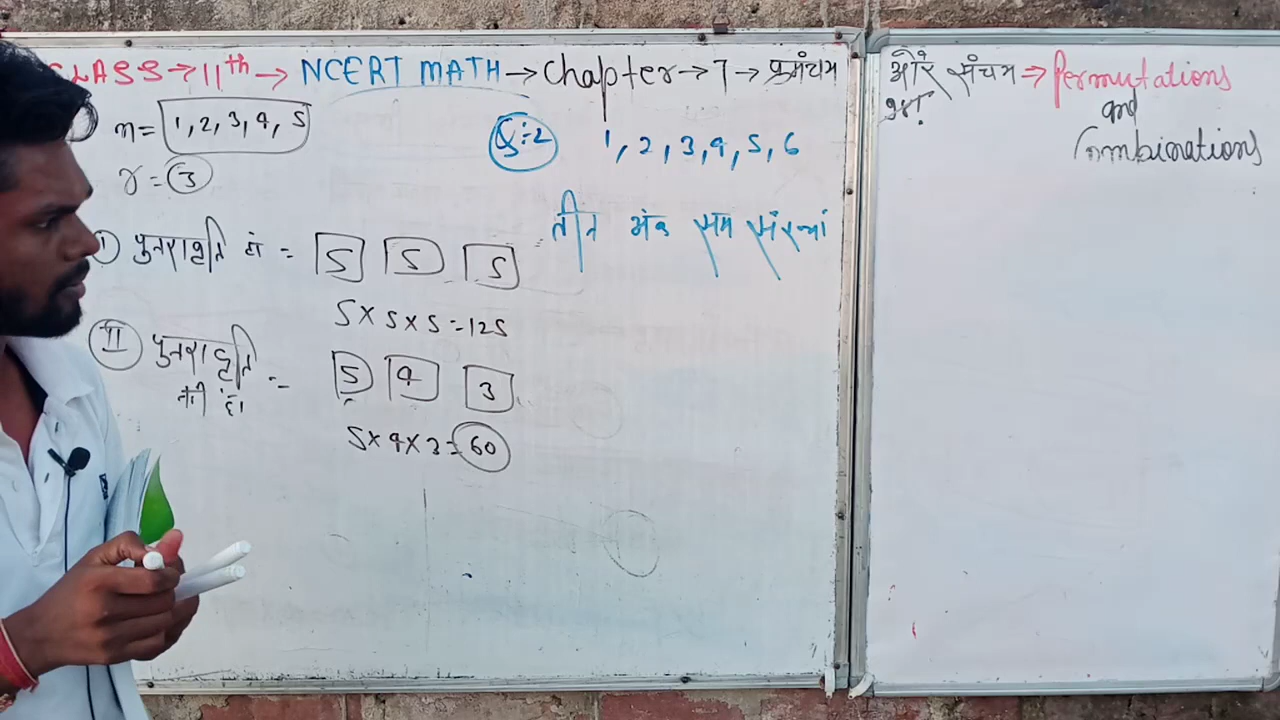 CLASS → 11th → NCERT MATH → Chapter → 7 → क्रमंचय और संचय ⇒ Permutations
and
Combinations
n = 1, 2, 3, 4, 5
r = 3
I पुनरावृति हो = 5 5 5
5 × 5 × 5 = 125
II पुनरावृति = 5 4 3
5 × 4 × 3 = 60
Q:-2 1, 2, 3, 4, 5, 6
तीन अंक सम संख्यां